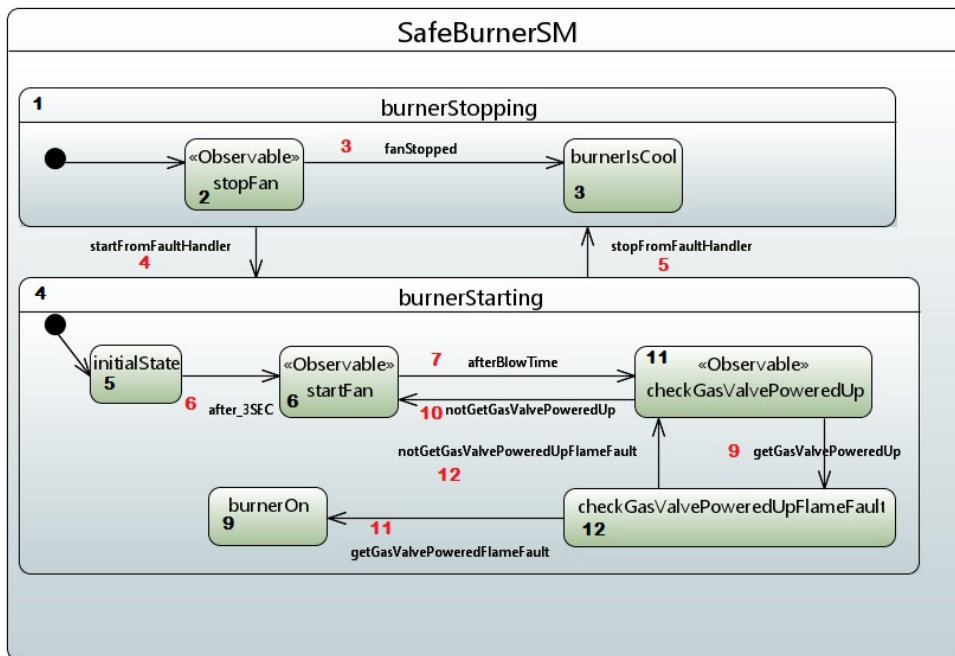 SafeBurnerSM
1
burnerStopping
«Observable»
stopFan
2
3
fanStopped
burnerIsCool
3
startFromFaultHandler
4
stopFromFaultHandler
5
4
burnerStarting
initialState
5
6
after_3SEC
«Observable»
startFan
6
7
afterBlowTime
11
«Observable»
checkGasValvePoweredUp
10
notGetGasValvePoweredUp
notGetGasValvePoweredUpFlameFault
12
9
getGasValvePoweredUp
burnerOn
9
11
getGasValvePoweredFlameFault
checkGasValvePoweredUpFlameFault
12